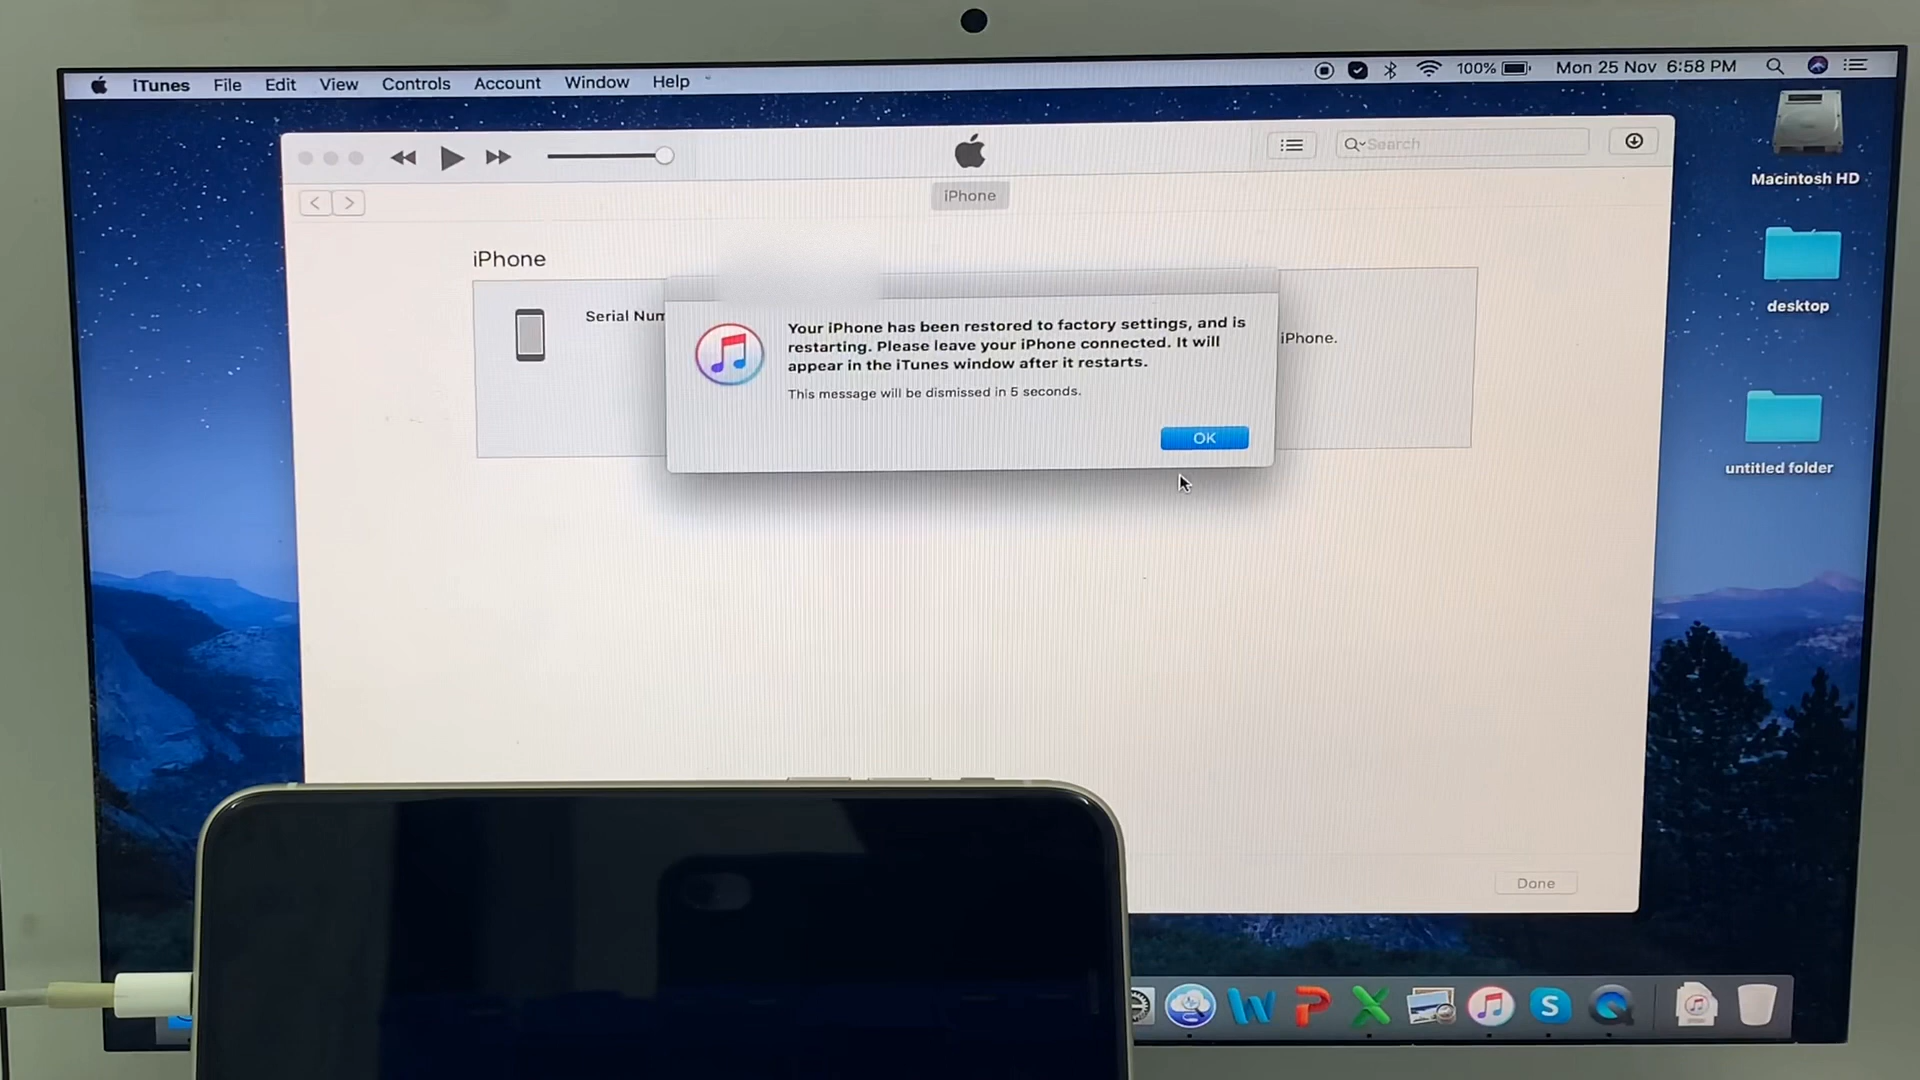 iTunes File Edit View Controls Account Window Help
100% Mon 25 Nov 6:58 PM
Search
Macintosh HD
iPhone
iPhone
desktop
Serial Num
Your iPhone has been restored to factory settings, and is
restarting. Please leave your iPhone connected. It will
appear in the iTunes window after it restarts.
This message will be dismissed in 5 seconds.
iPhone.
OK
untitled folder
Done